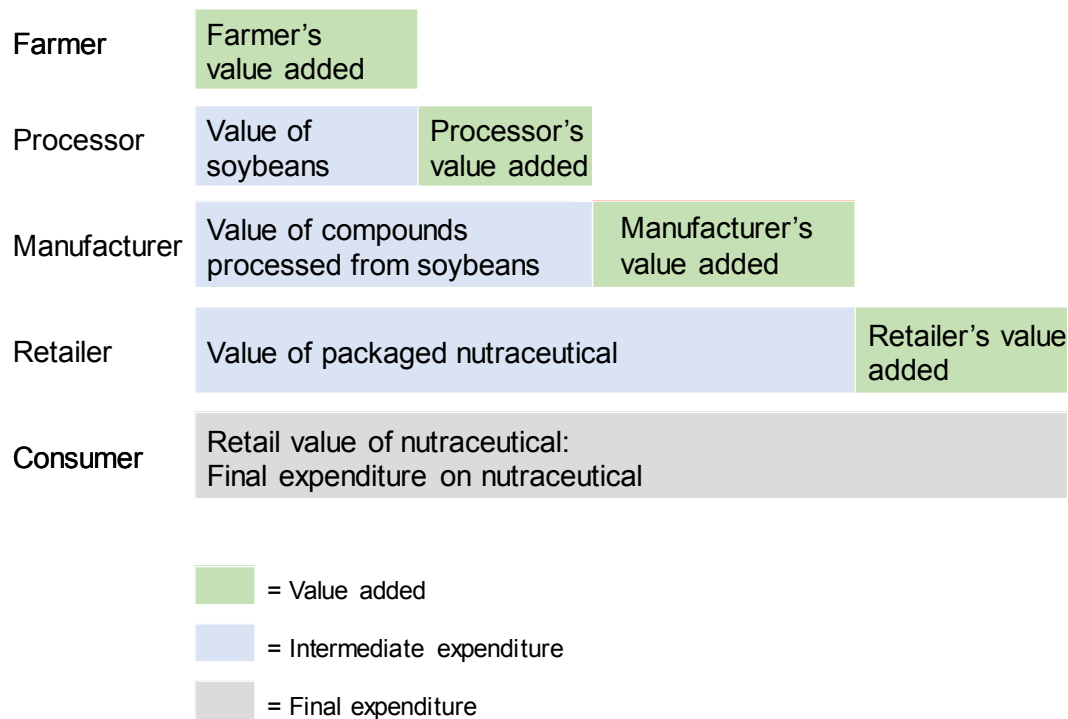 Farmer
Farmer's
value added
Processor
Value of
soybeans
Processor's
value added
Manufacturer
Value of compounds
processed from soybeans
Manufacturer's
value added
Retailer
Value of packaged nutraceutical
Retailer's value
added
Consumer
Retail value of nutraceutical:
Final expenditure on nutraceutical
= Value added
= Intermediate expenditure
= Final expenditure